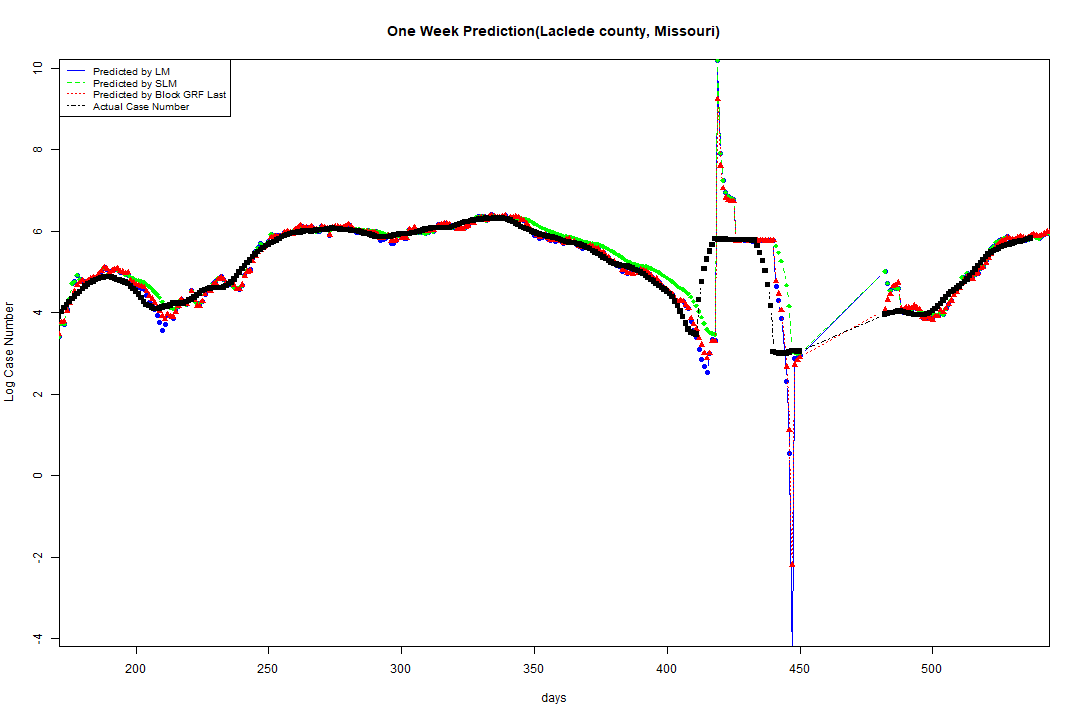 One Week Prediction(Laclede county, Missouri)
Predicted by LM
Predicted by SLM
Predicted by Block GRF Last
Actual Case Number
10
8
6
4
2
0
-2
-4
Log Case Number
200 250 300 350 400 450 500
days